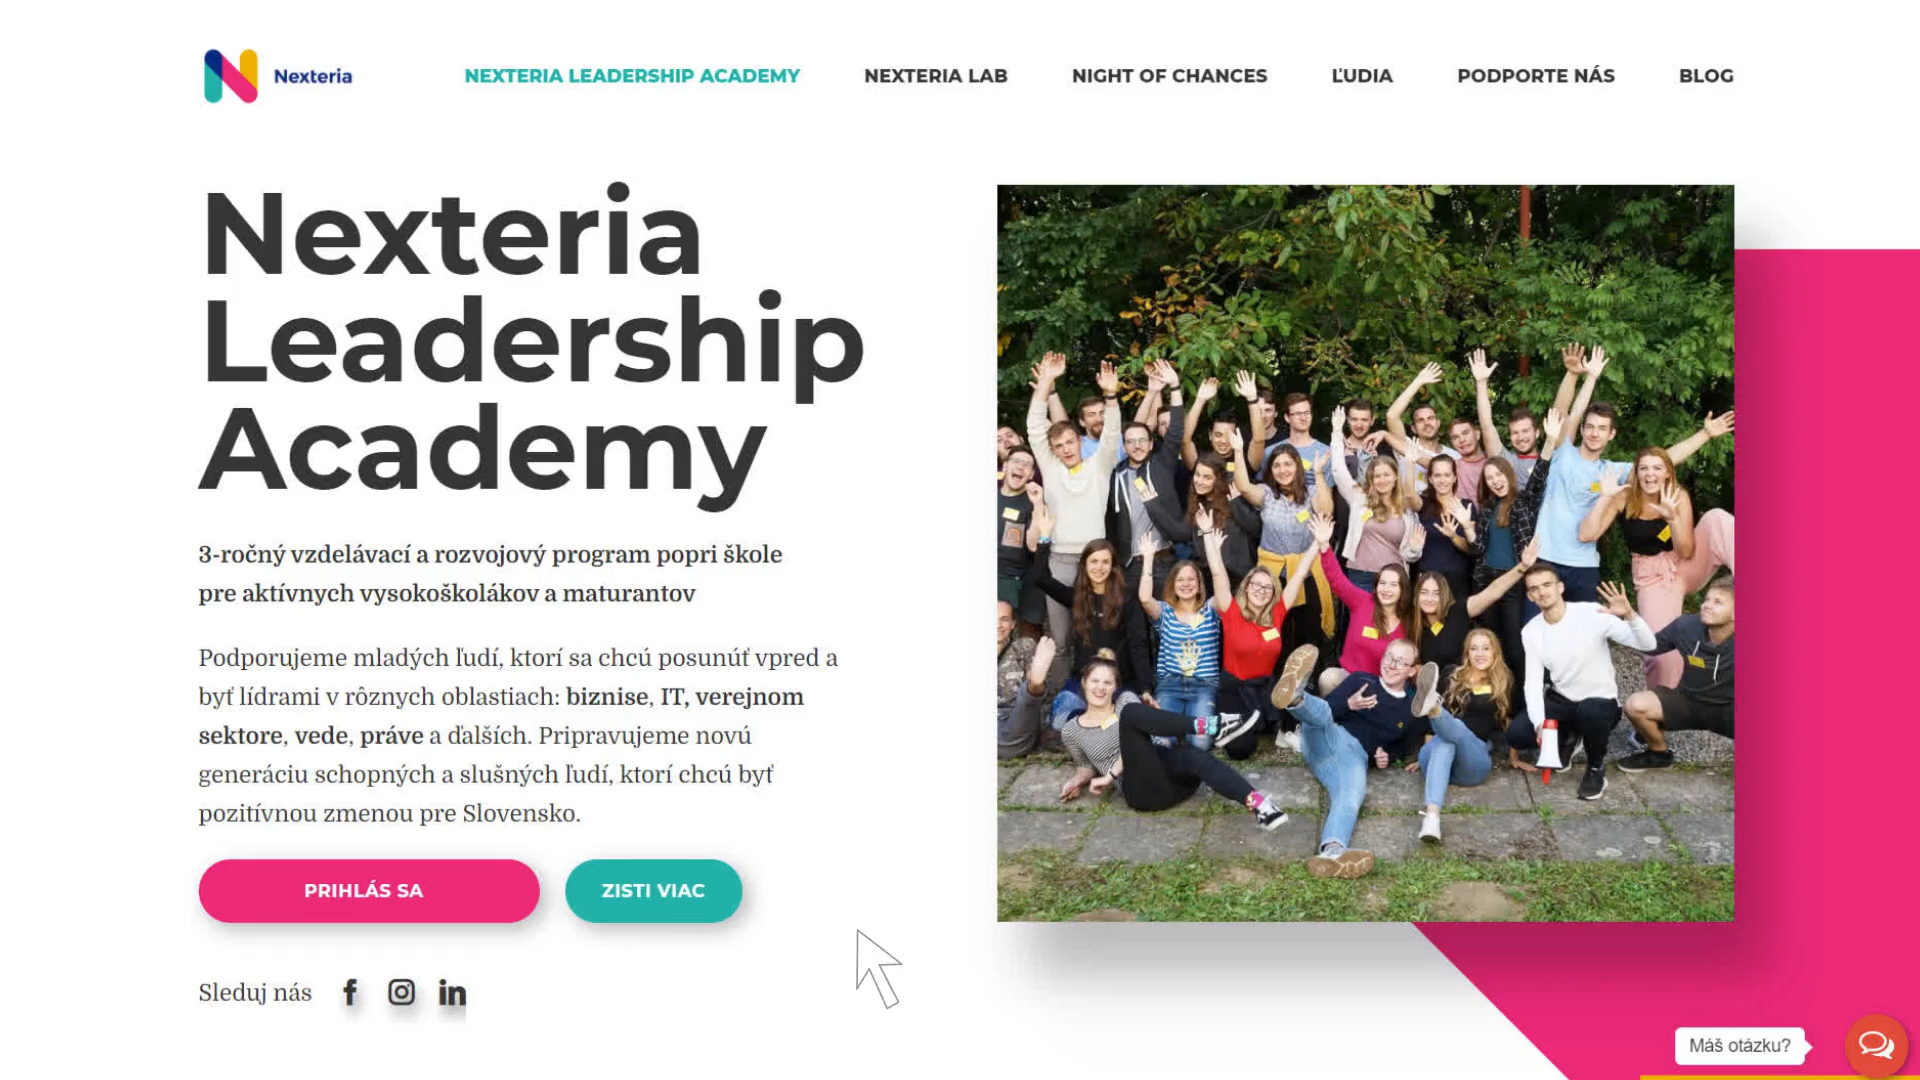 Nexteria
NEXTERIA LEADERSHIP ACADEMY
NEXTERIA LAB
NIGHT OF CHANCES
ĽUDIA
PODPORTE NÁS
BLOG
Nexteria
Leadership
Academy
3-ročný vzdelávací a rozvojový program popri škole
pre aktívnych vysokoškolákov a maturantov
Podporujeme mladých ľudí, ktorí sa chcú posunúť vpred a
byť lídrami v rôznych oblastiach: biznise, IT, verejnom
sektore, vede, práve a ďalších. Pripravujeme novú
generáciu schopných a slušných ľudí, ktorí chcú byť
pozitívnou zmenou pre Slovensko.
PRIHLÁS SA
ZISTI VIAC
Sleduj nás
Máš otázku?